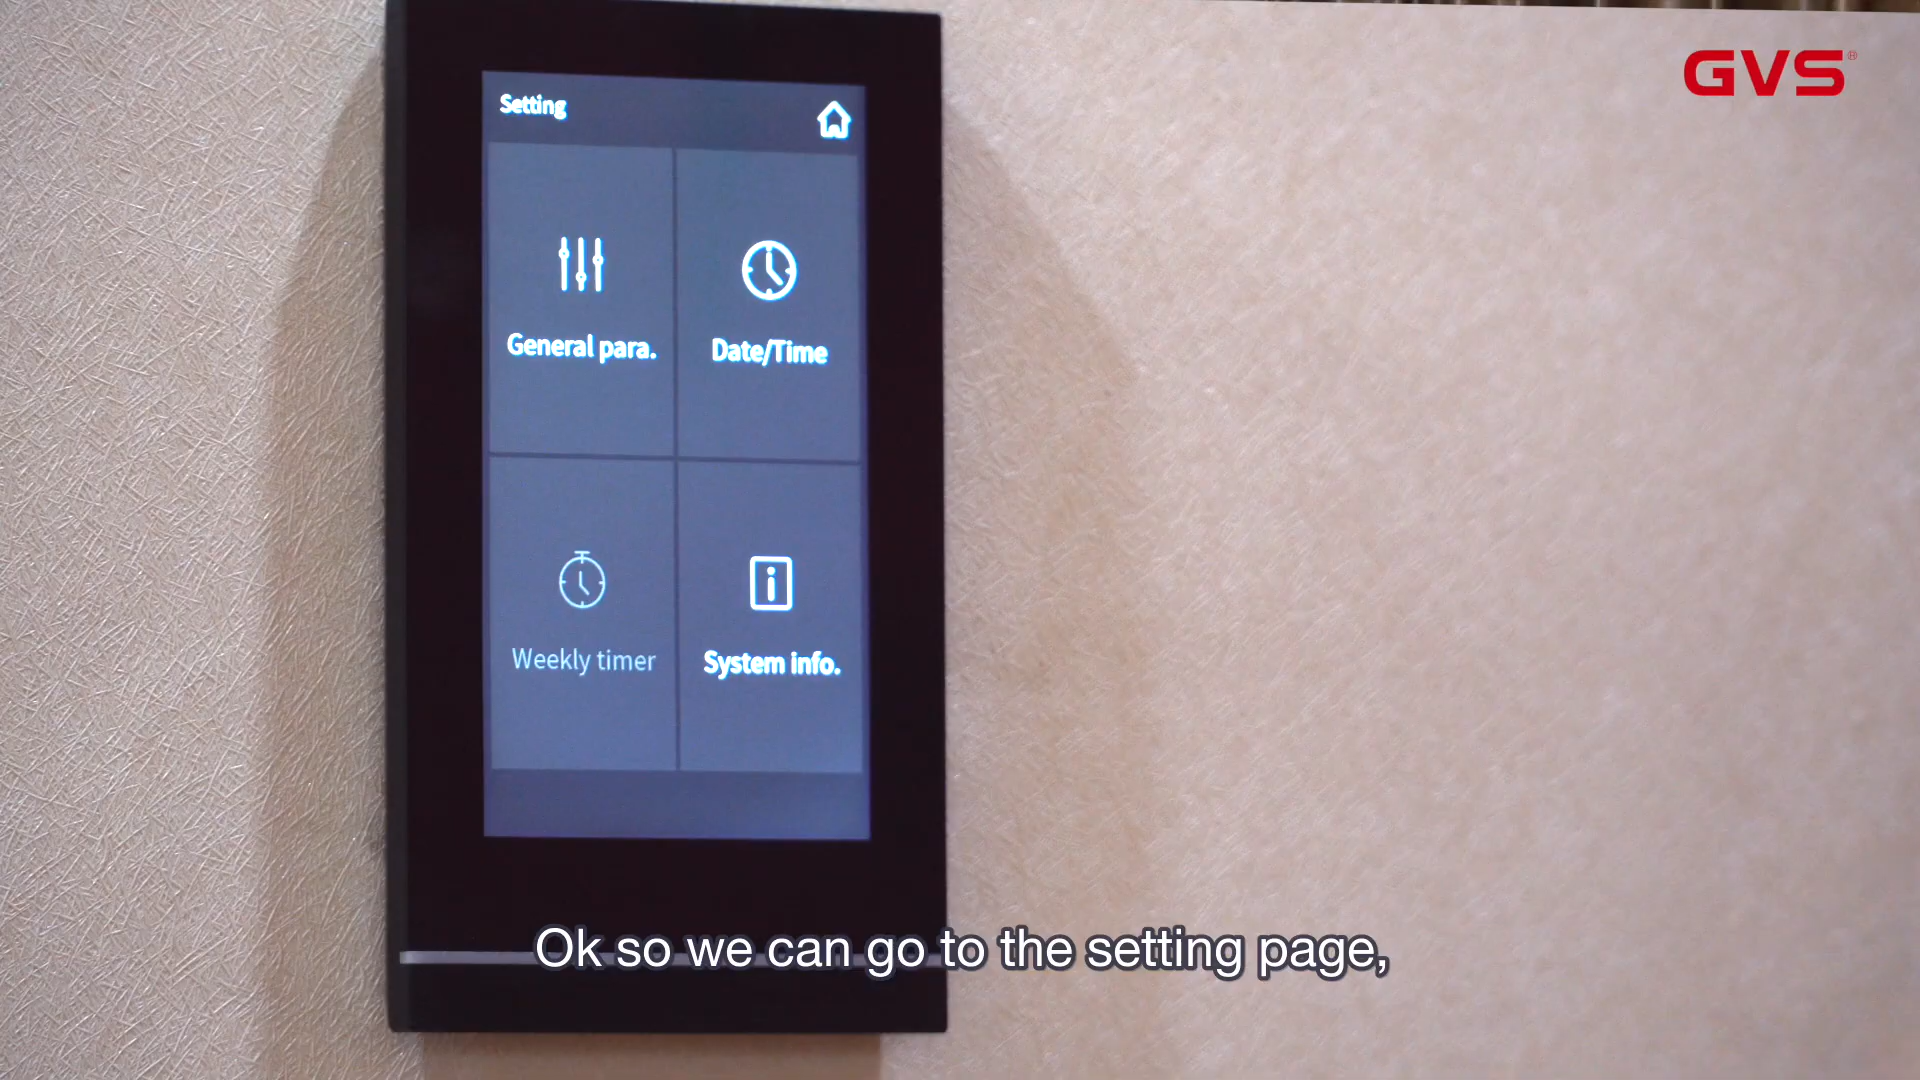 GVS®
Setting
General para.
Date/Time
Weekly timer
System info.
Ok so we can go to the setting page,